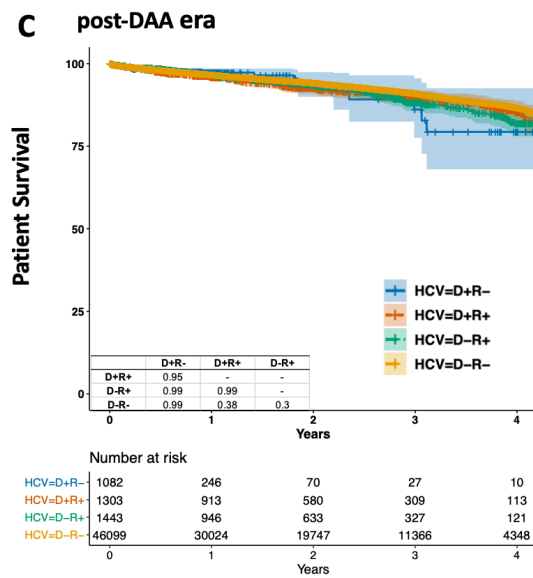 C post-DAA era
Patient Survival
100
75
50
25
0
HCV=D+R−
HCV=D+R+
HCV=D−R+
HCV=D−R−
D+R- D+R+ D-R+
D+R+ 0.95 - -
D-R+ 0.99 0.99 -
D-R- 0.99 0.38 0.3
0 1 2 3 4
Years
Number at risk
HCV=D+R− 1082 246 70 27 10
HCV=D+R+ 1303 913 580 309 113
HCV=D−R+ 1443 946 633 327 121
HCV=D−R− 46099 30024 19747 11366 4348
0 1 2 3 4
Years